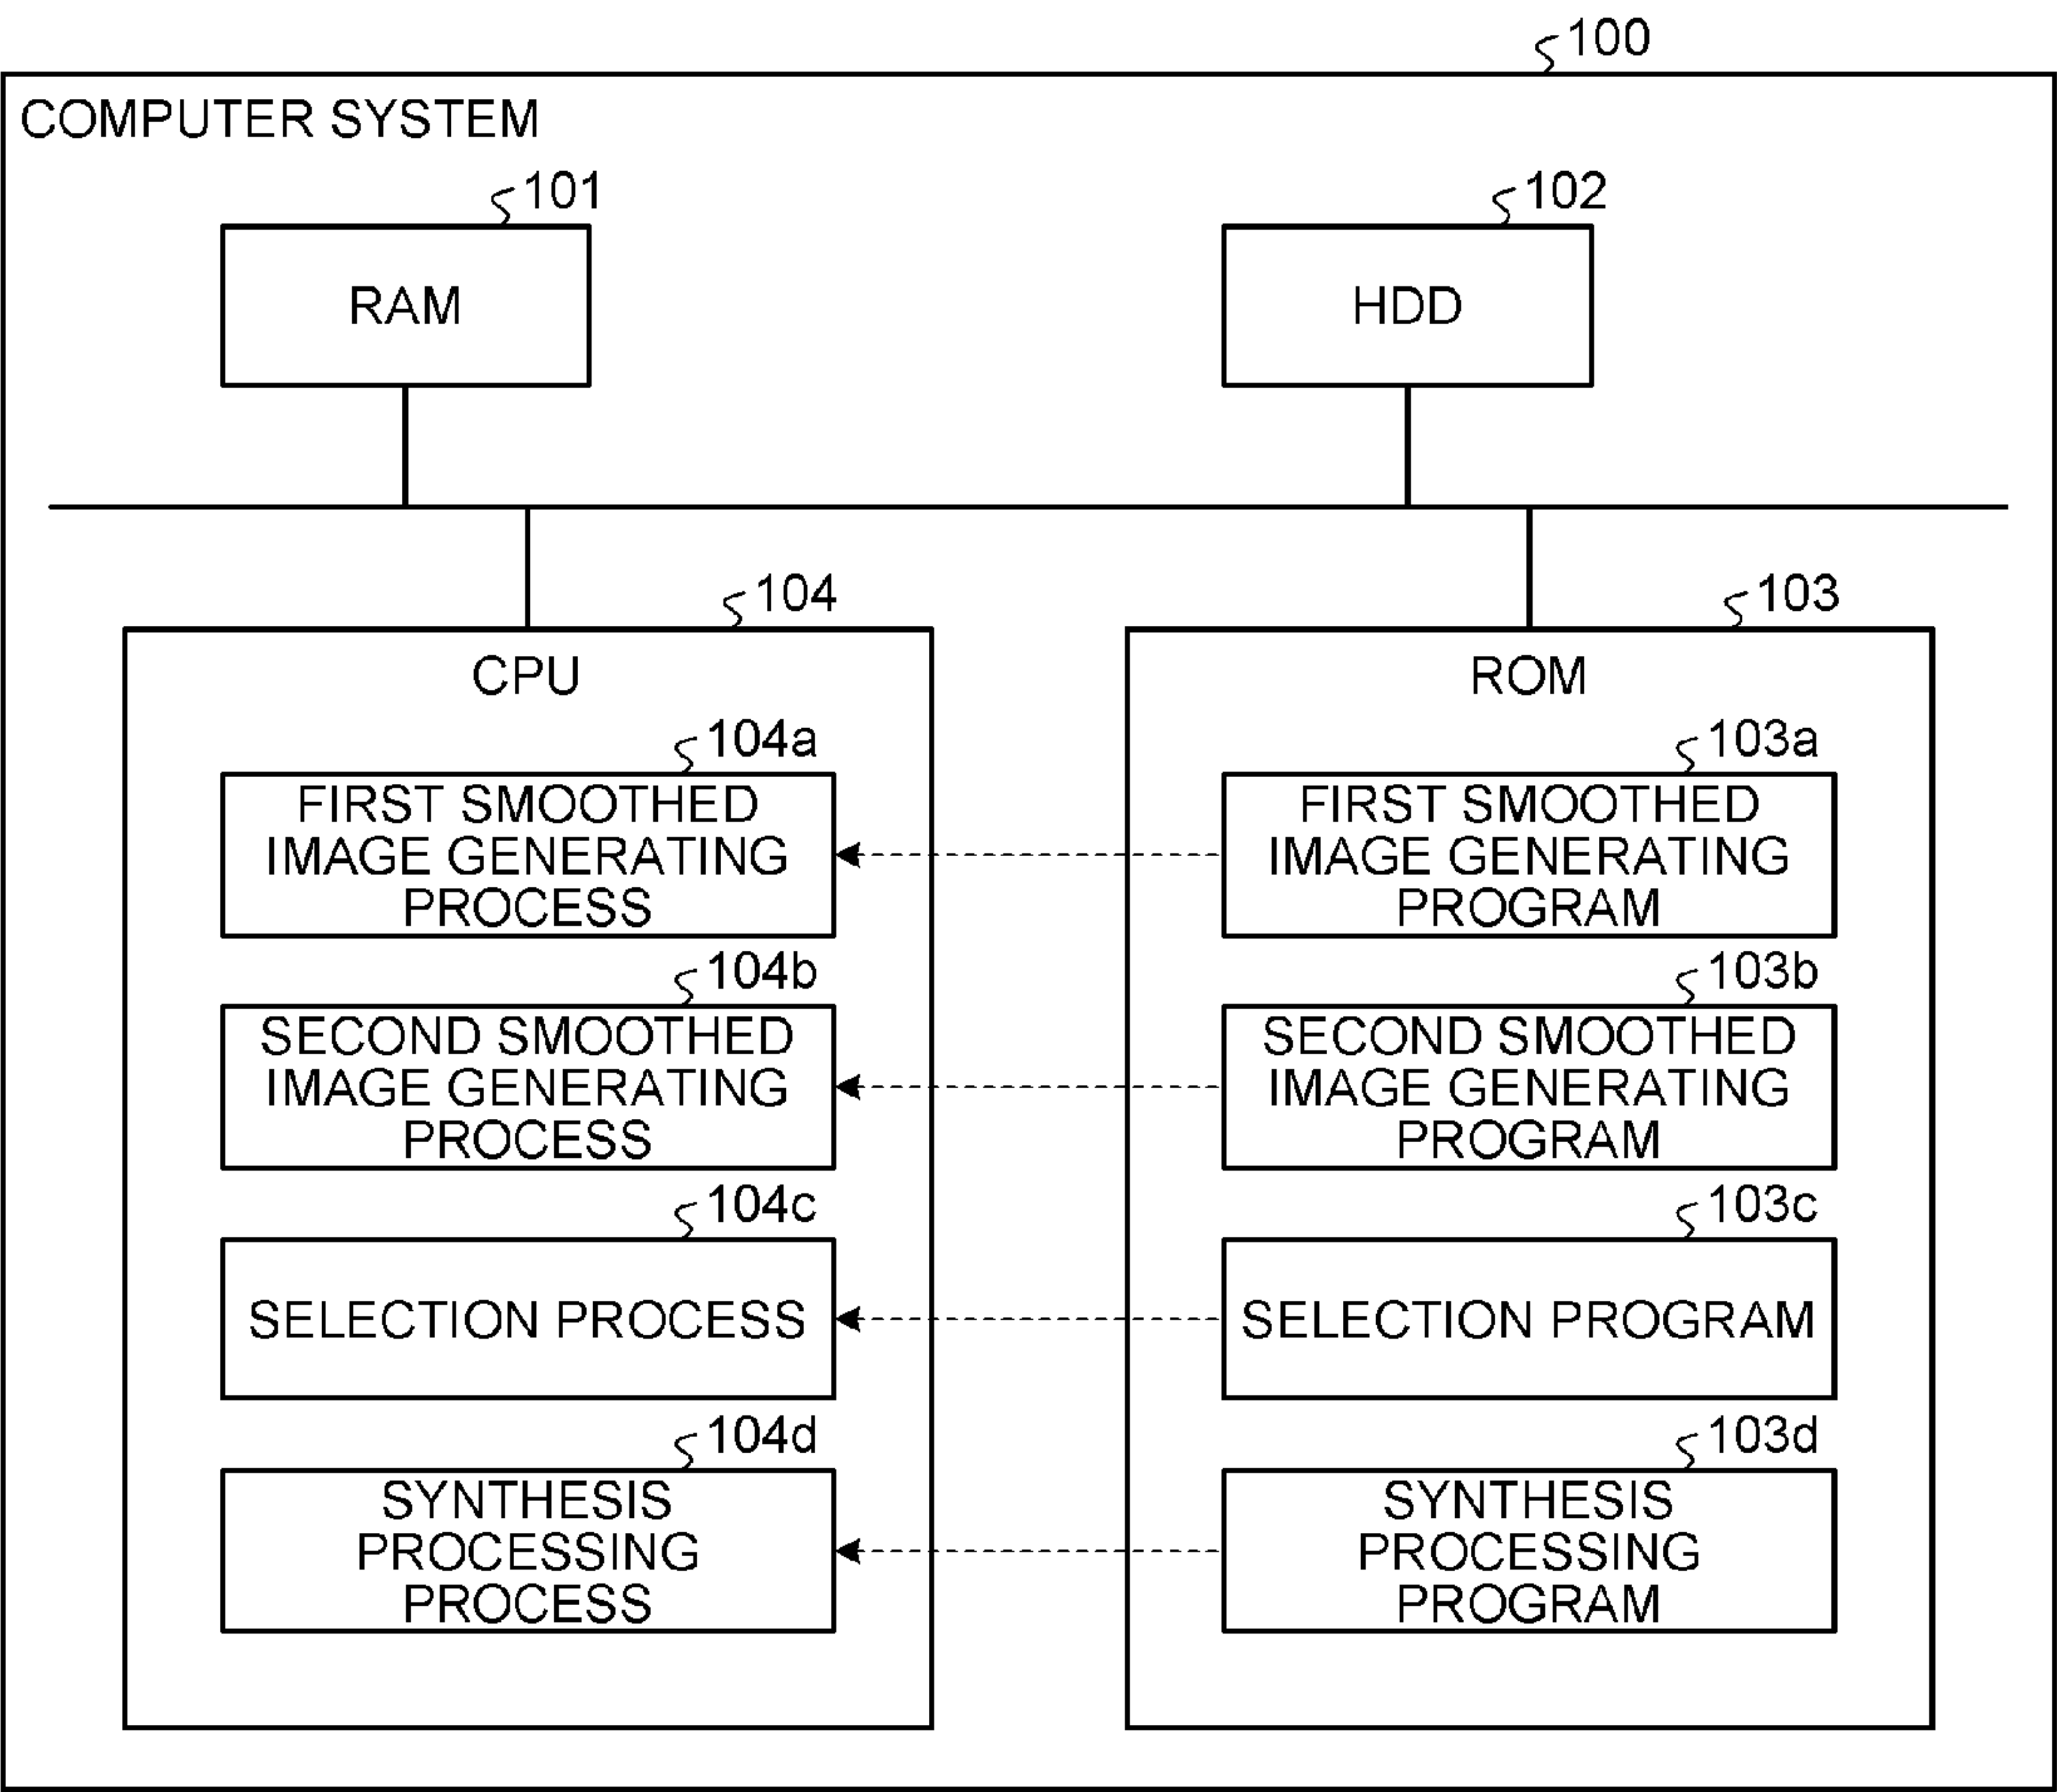 100
COMPUTER SYSTEM
101
102
RAM
HDD
104
103
CPU
ROM
104a
FIRST SMOOTHED
IMAGE GENERATING
PROCESS
103a
FIRST SMOOTHED
IMAGE GENERATING
PROGRAM
104b
SECOND SMOOTHED
IMAGE GENERATING
PROCESS
103b
SECOND SMOOTHED
IMAGE GENERATING
PROGRAM
104c
SELECTION PROCESS
103c
SELECTION PROGRAM
104d
SYNTHESIS
PROCESSING
PROCESS
103d
SYNTHESIS
PROCESSING
PROGRAM